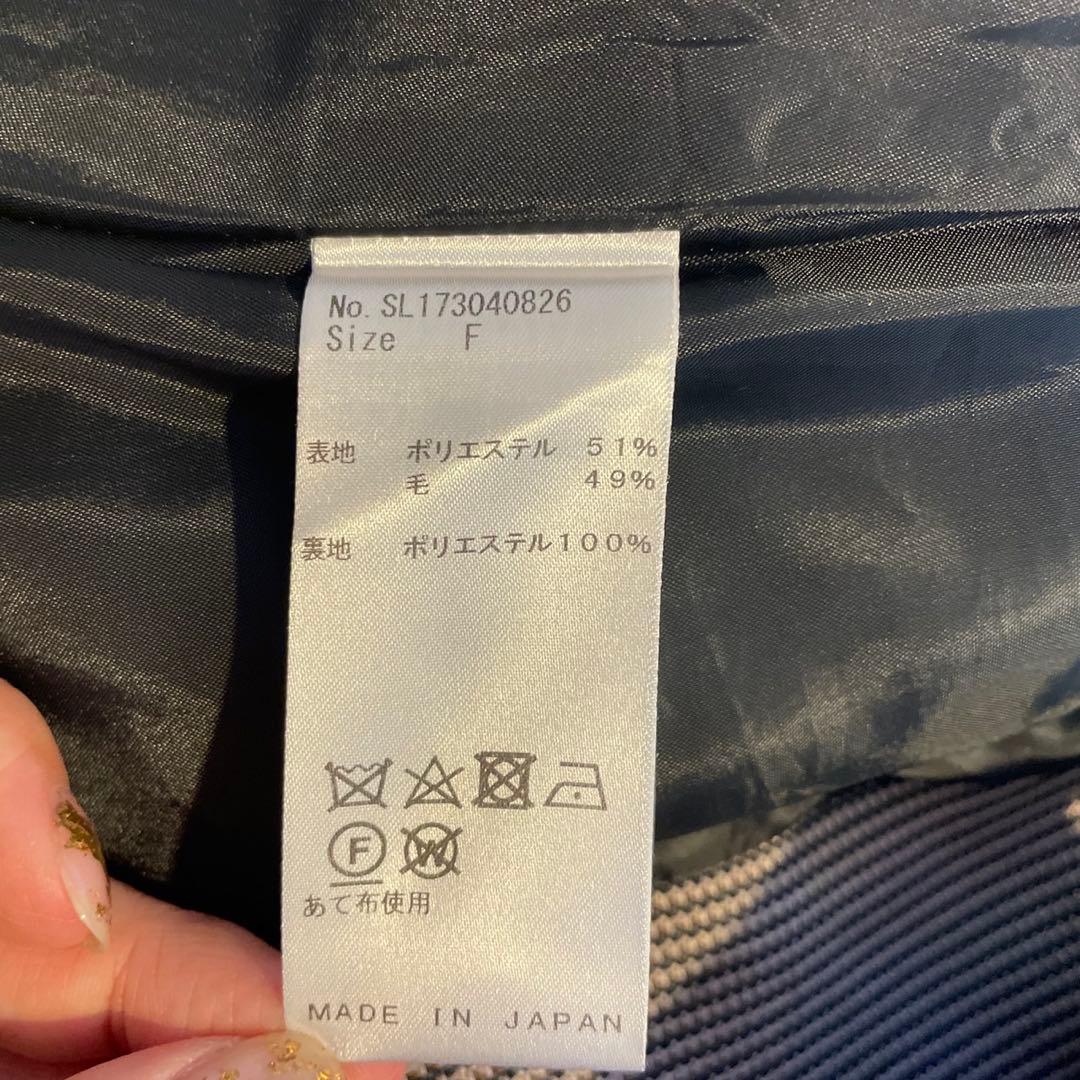 No. SL173040826
Size F
表地 ポリエステル 51%
毛 49%
裏地 ポリエステル100%
F W
あて布使用
MADE IN JAPAN